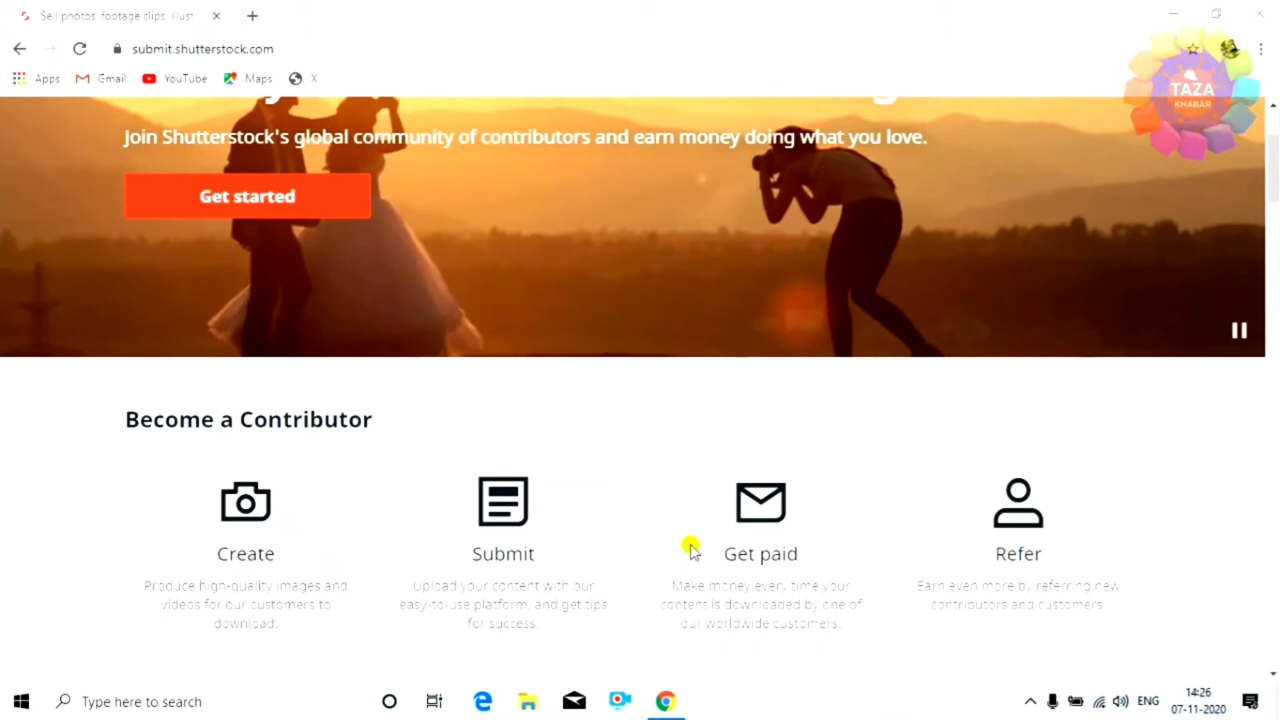 Sell photos, footage clips, illust
submit.shutterstock.com
Apps Gmail YouTube Maps X
TAZA
KHABAR
Join Shutterstock's global community of contributors and earn money doing what you love.
Get started
Become a Contributor
Create
Produce high-quality images and
videos for our customers to
download.
Submit
Upload your content with our
easy-to-use platform, and get tips
for success.
Get paid
Make money every time your
content is downloaded by one of
our worldwide customers.
Refer
Earn even more by referring new
contributors and customers
Type here to search
ENG
14:26
07-11-2020